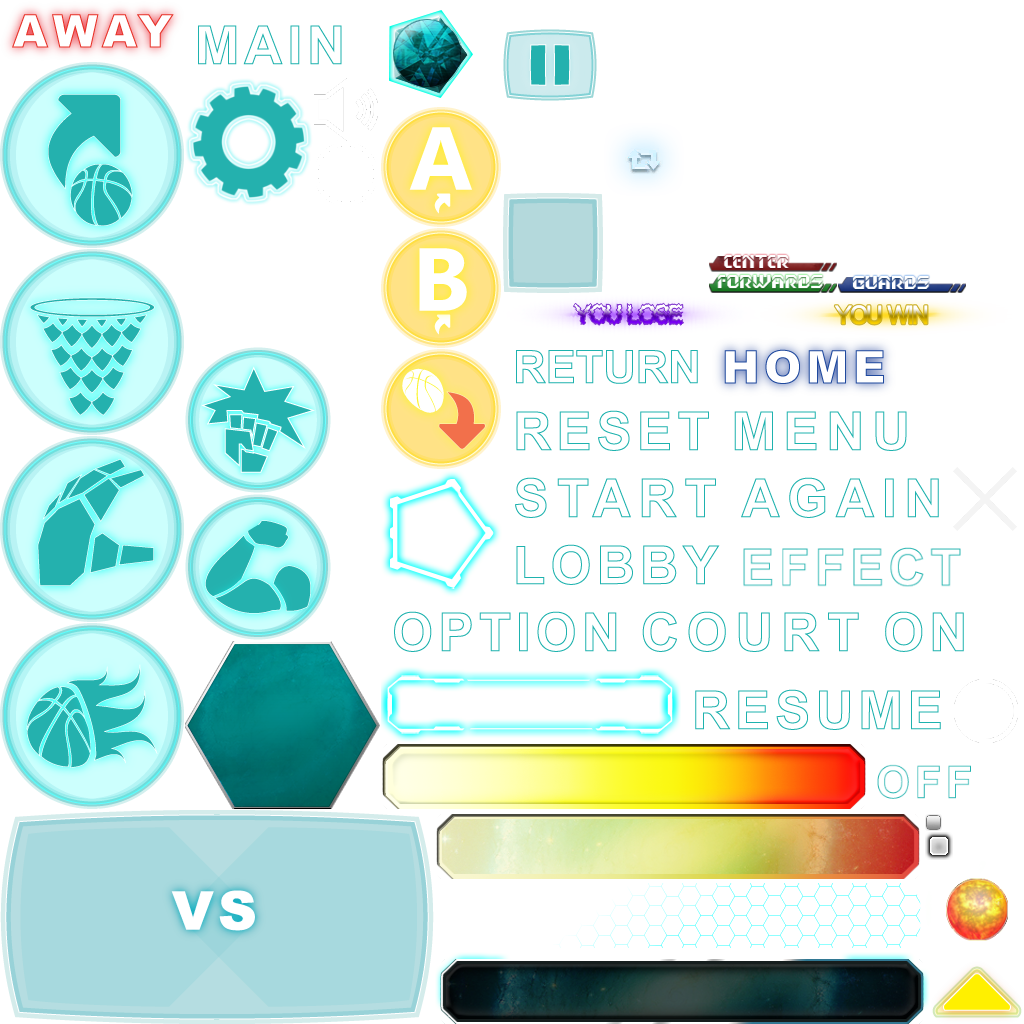 AWAY
MAIN
A
B
CENTER
FORWARDS
GUARDS
YOU LOSE
YOU WIN
RETURN HOME
RESET MENU
START AGAIN
LOBBY EFFECT
OPTION COURT ON
RESUME
OFF
VS